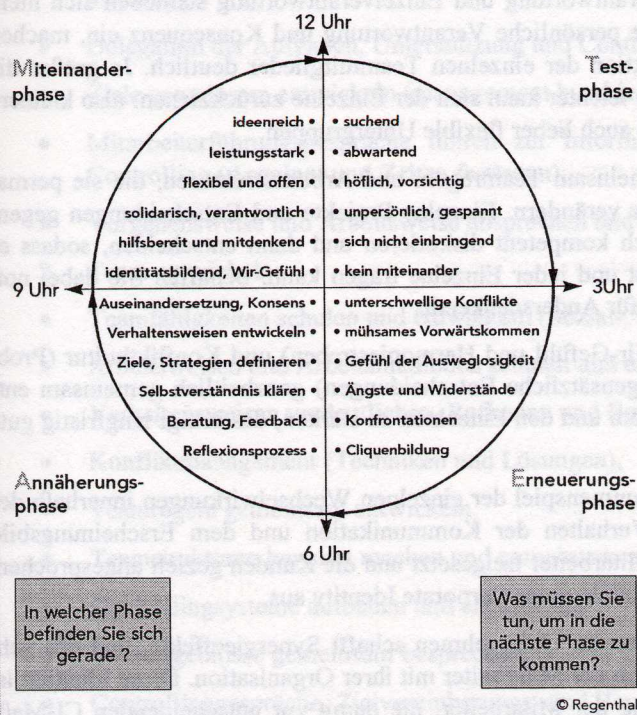 12 Uhr
Miteinander-
phase
Test-
phase
ideenreich •
leistungsstark •
flexibel und offen •
solidarisch, verantwortlich •
hilfsbereit und mitdenkend •
identitätsbildend, Wir-Gefühl •
• suchend
• abwartend
• höflich, vorsichtig
• unpersönlich, gespannt
• sich nicht einbringend
• kein miteinander
9 Uhr
3Uhr
Auseinandersetzung, Konsens •
Verhaltensweisen entwickeln •
Ziele, Strategien definieren •
Selbstverständnis klären •
Beratung, Feedback •
Reflexionsprozess •
• unterschwellige Konflikte
• mühsames Vorwärtskommen
• Gefühl der Ausweglosigkeit
• Ängste und Widerstände
• Konfrontationen
• Cliquenbildung
Annäherungs-
phase
Erneuerungs-
phase
6 Uhr
In welcher Phase
befinden Sie sich
gerade ?
Was müssen Sie
tun, um in die
nächste Phase zu
kommen?
© Regenthal